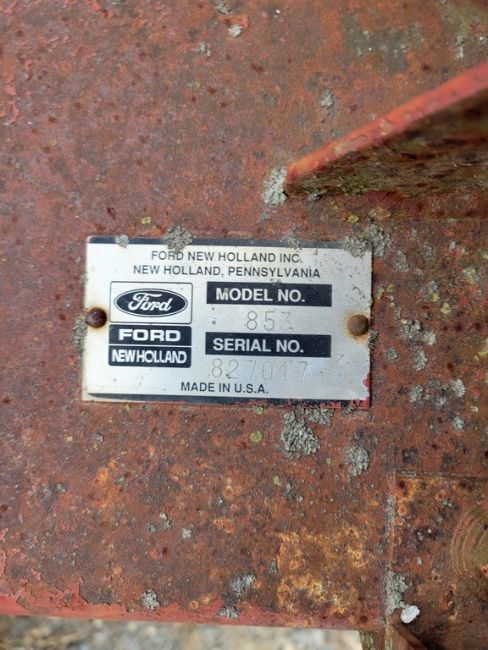 FORD NEW HOLLAND INC.
NEW HOLLAND, PENNSYLVANIA
Ford
MODEL NO.
853
FORD
NEW HOLLAND
SERIAL NO.
827017
MADE IN U.S.A.